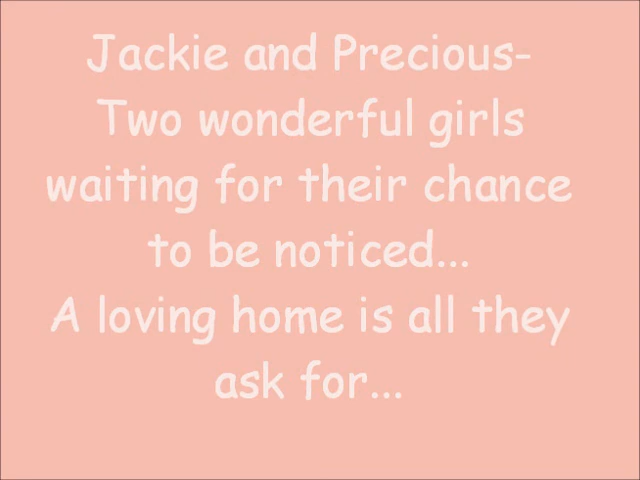 Jackie and Precious-
Two wonderful girls
waiting for their chance
to be noticed...
A loving home is all they
ask for...